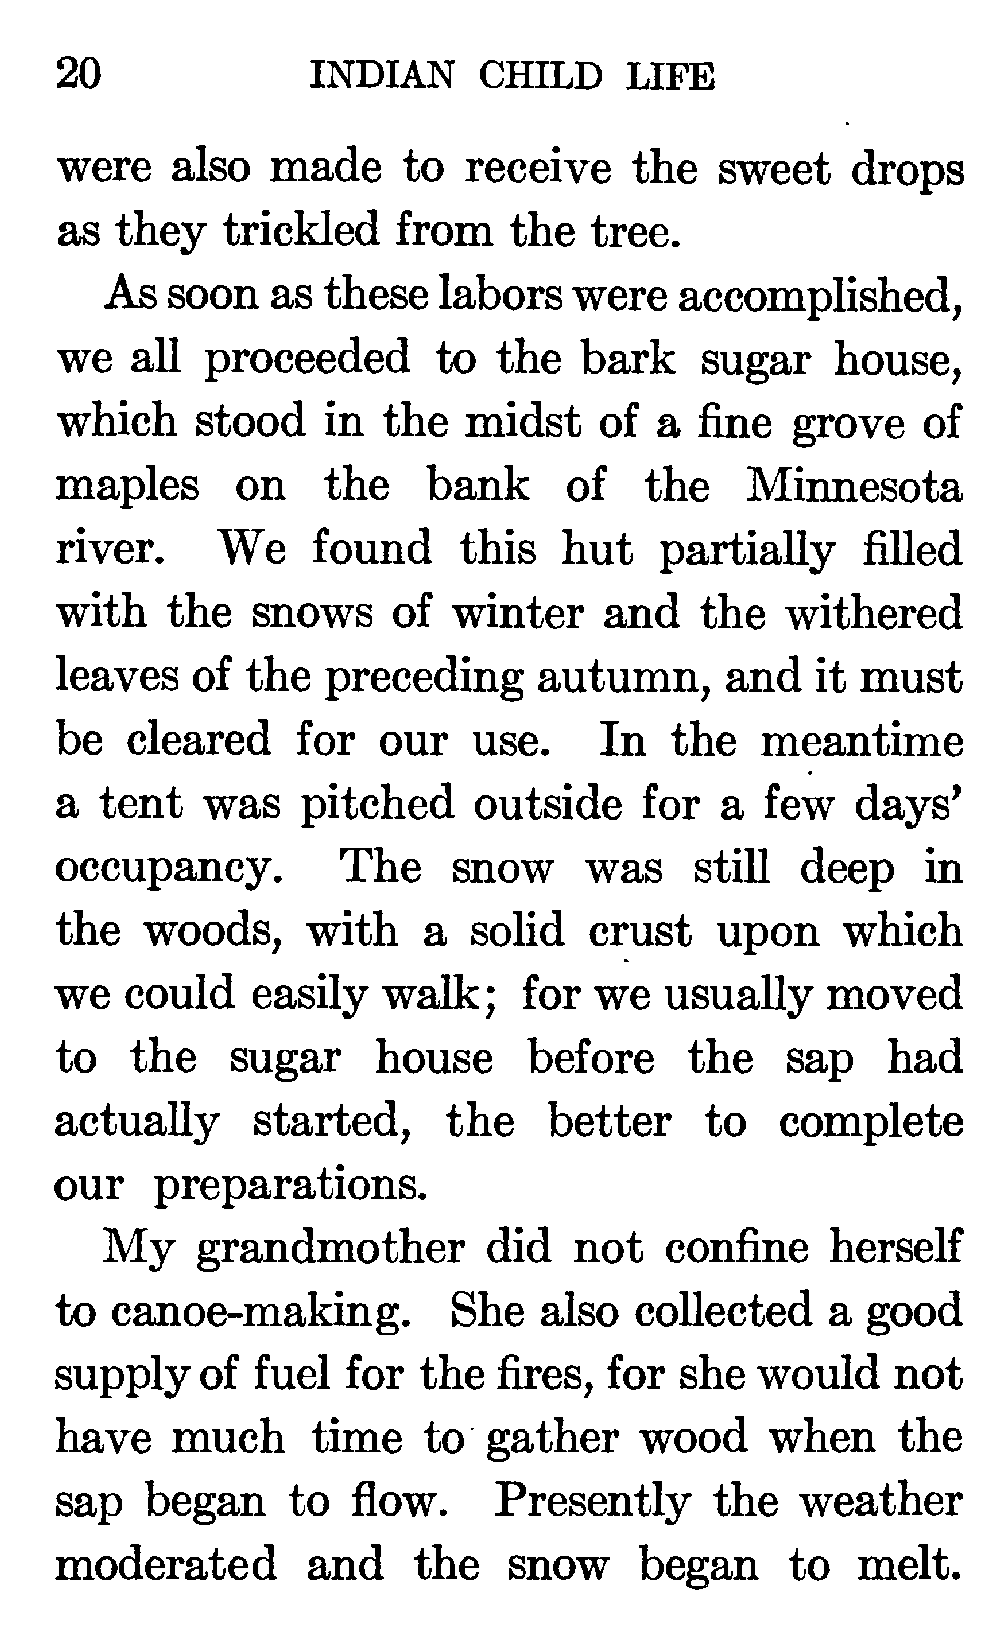 20 INDIAN CHILD LIFE
were also made to receive the sweet drops
as they trickled from the tree.
As soon as these labors were accomplished,
we all proceeded to the bark sugar house,
which stood in the midst of a fine grove of
maples on the bank of the Minnesota
river. We found this hut partially filled
with the snows of winter and the withered
leaves of the preceding autumn, and it must
be cleared for our use. In the meantime
a tent was pitched outside for a few days'
occupancy. The snow was still deep in
the woods, with a solid crust upon which
we could easily walk; for we usually moved
to the sugar house before the sap had
actually started, the better to complete
our preparations.
My grandmother did not confine herself
to canoe-making. She also collected a good
supply of fuel for the fires, for she would not
have much time to gather wood when the
sap began to flow. Presently the weather
moderated and the snow began to melt.